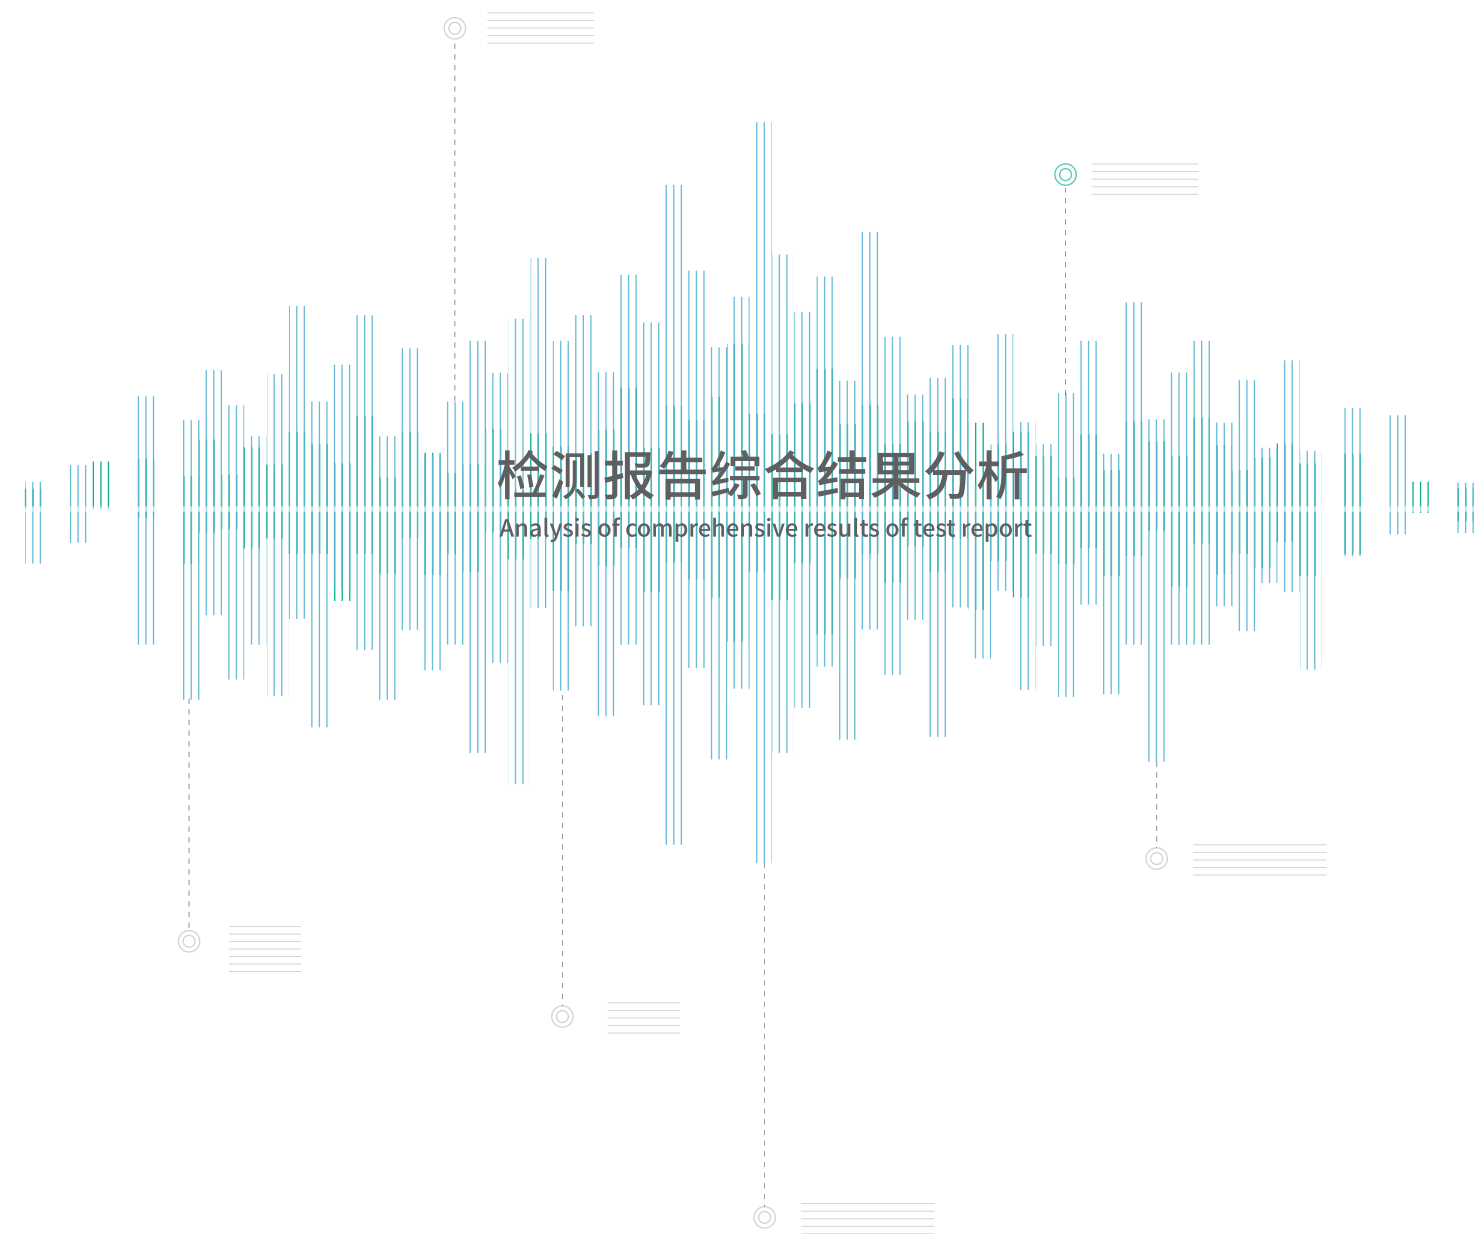 检测报告综合结果分析
Analysis of comprehensive results of test report